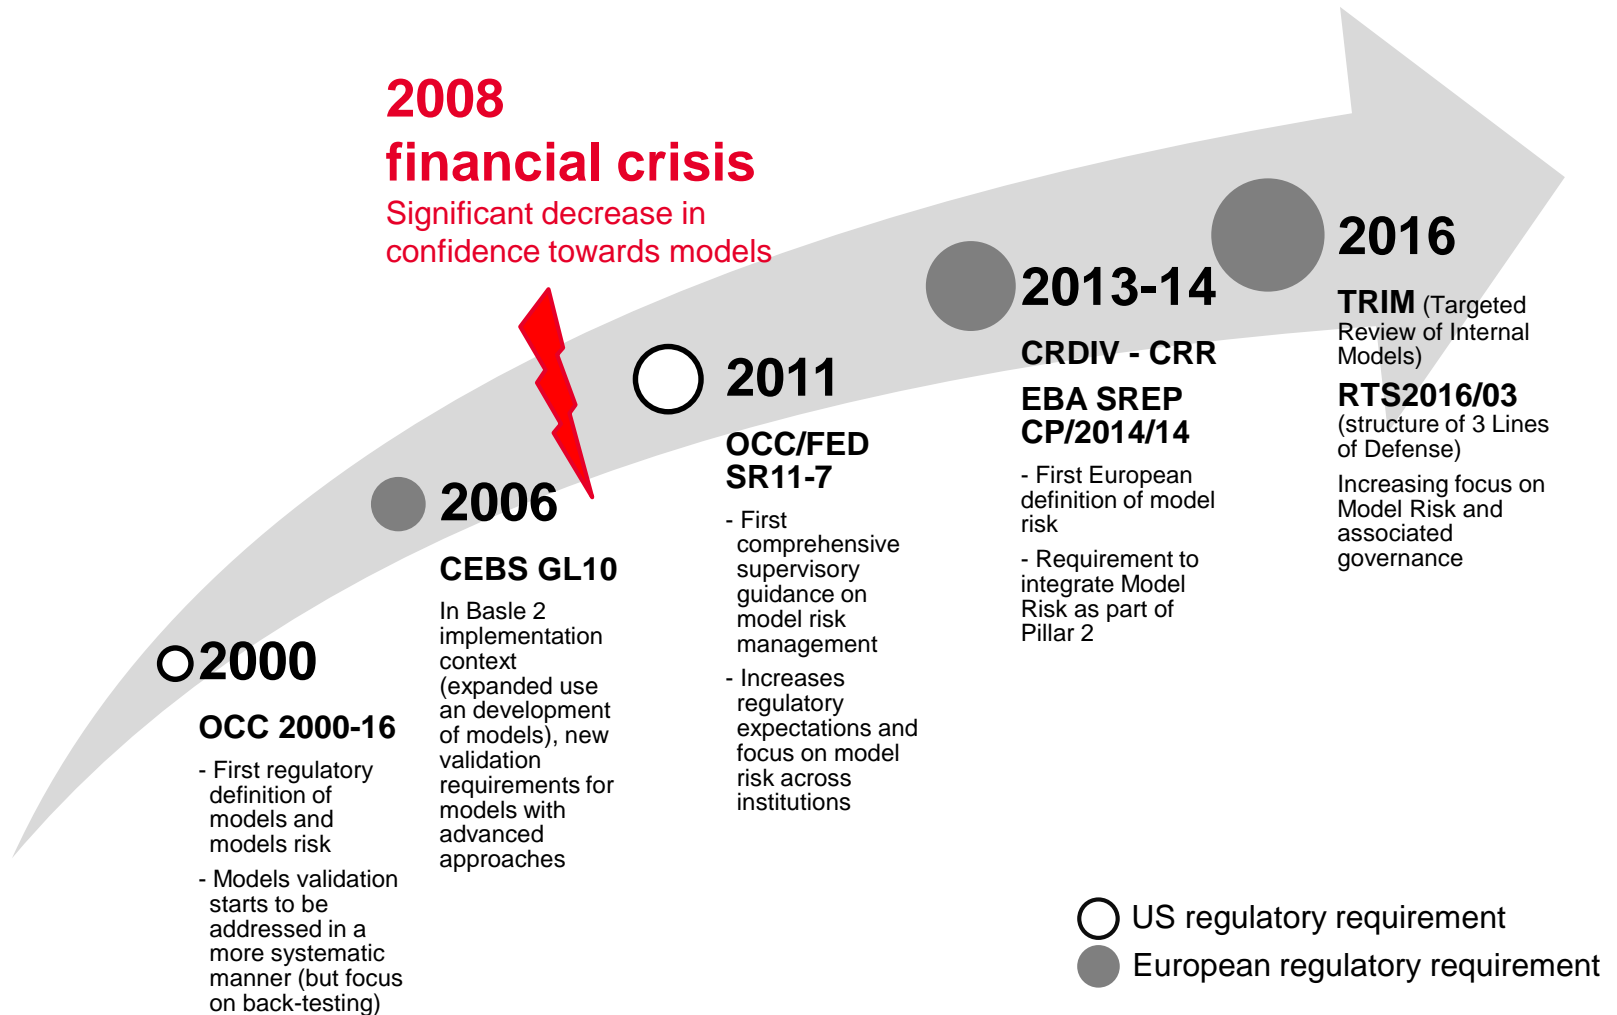 2008
financial crisis
Significant decrease in
confidence towards models
2000
OCC 2000-16
- First regulatory
definition of
models and
models risk
- Models validation
starts to be
addressed in a
more systematic
manner (but focus
on back-testing)
2006
CEBS GL10
In Basle 2
implementation
context
(expanded use
an development
of models), new
validation
requirements for
models with
advanced
approaches
2011
OCC/FED
SR11-7
- First
comprehensive
supervisory
guidance on
model risk
management
- Increases
regulatory
expectations and
focus on model
risk across
institutions
2013-14
CRDIV - CRR
EBA SREP
CP/2014/14
- First European
definition of model
risk
- Requirement to
integrate Model
Risk as part of
Pillar 2
2016
TRIM (Targeted
Review of Internal
Models)
RTS2016/03
(structure of 3 Lines
of Defense)
Increasing focus on
Model Risk and
associated
governance
US regulatory requirement
European regulatory requirement